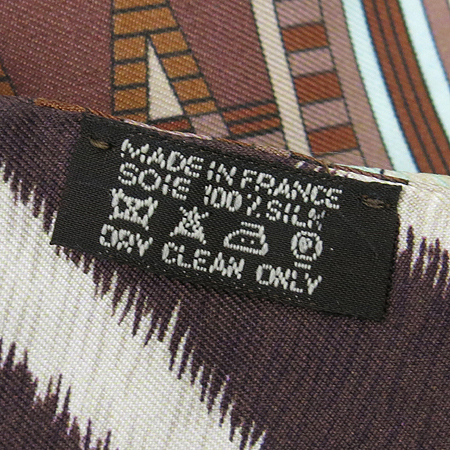 MADE IN FRANCE
SOIE 100% SILK
P
DRY CLEAN ONLY